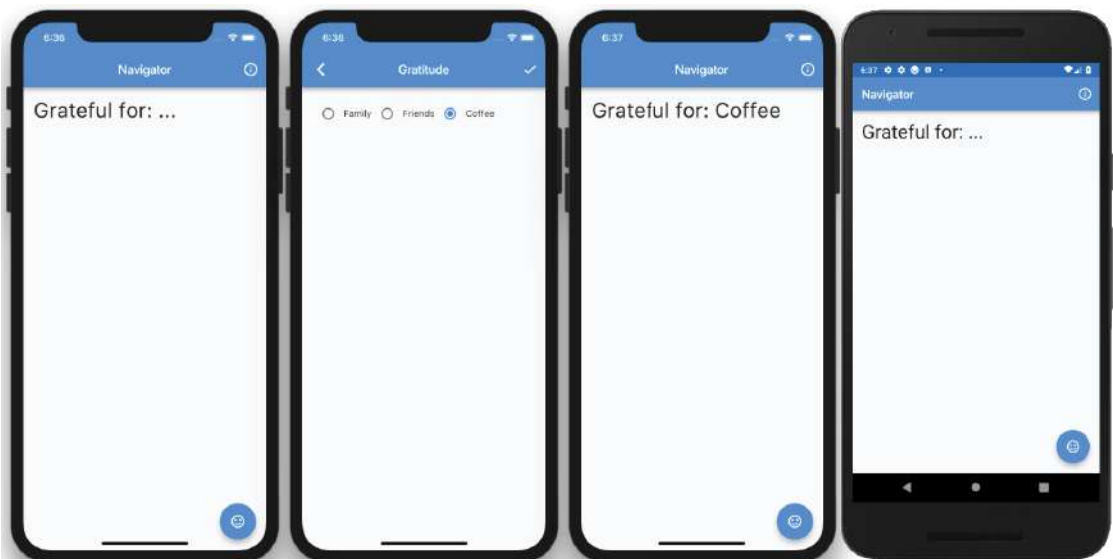 6:36
Navigator
Grateful for: ...
6:36
Gratitude
Family Friends Coffee
6:37
Navigator
Grateful for: Coffee
6:37
Navigator
Grateful for: ...